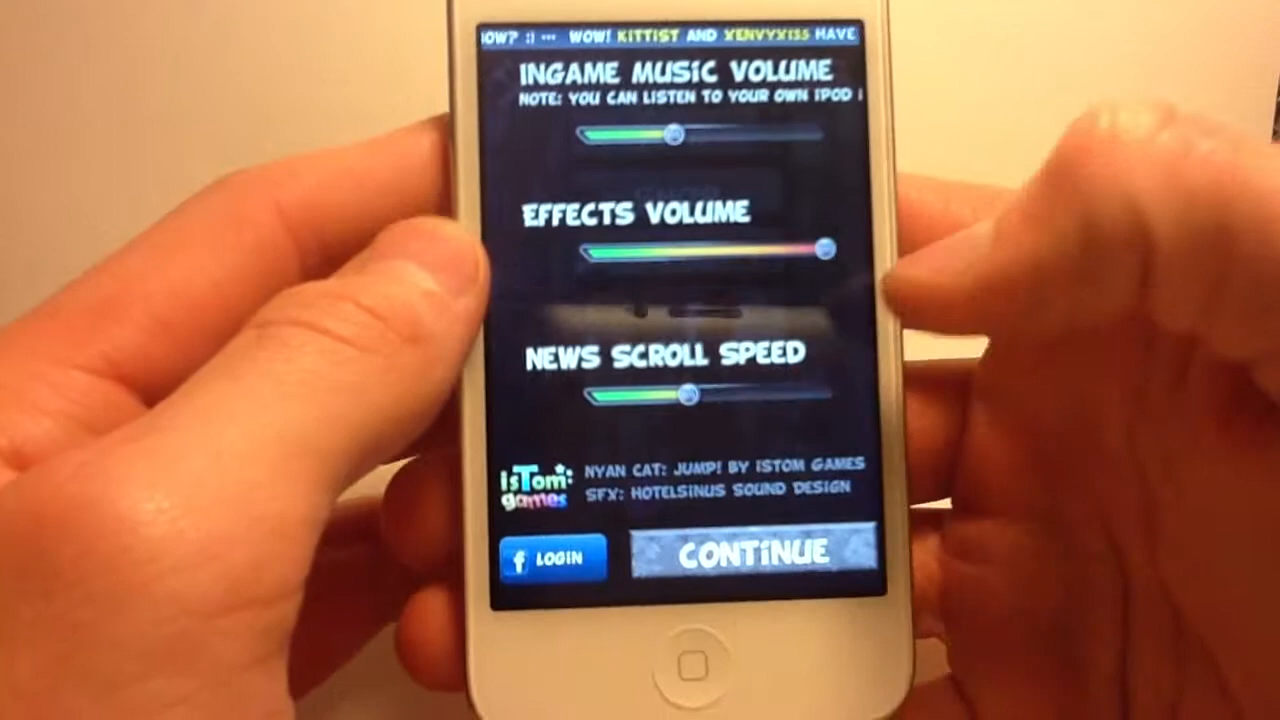 HOW? :) ... WOW! KITTIST AND XENVYXISS HAVE
INGAME MUSIC VOLUME
NOTE: YOU CAN LISTEN TO YOUR OWN IPOD
EFFECTS VOLUME
NEWS SCROLL SPEED
isTom: games
NYAN CAT: JUMP! BY ISTOM GAMES
SFX: HOTELSINUS SOUND DESIGN
f LOGIN
CONTINUE